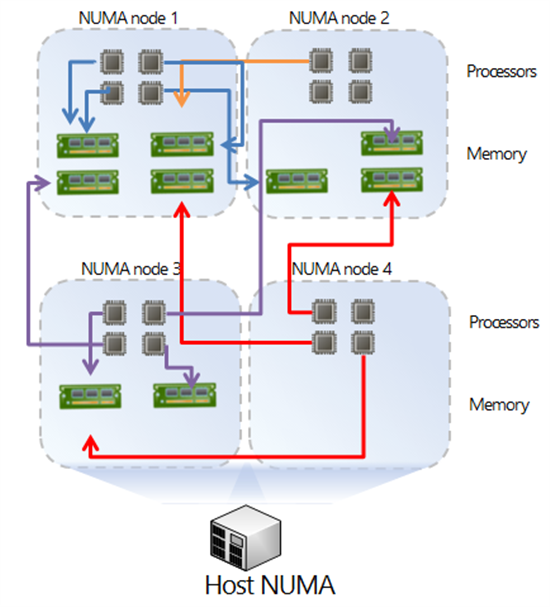 NUMA node 1
NUMA node 2
Processors
Memory
NUMA node 3
NUMA node 4
Processors
Memory
Host NUMA